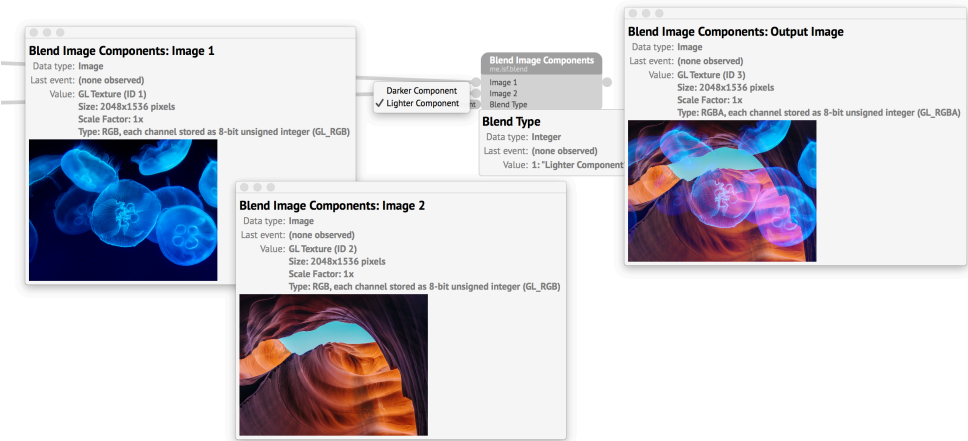 Blend Image Components: Image 1
Data type: Image
Last event: (none observed)
Value: GL Texture (ID 1)
Size: 2048x1536 pixels
Scale Factor: 1x
Type: RGB, each channel stored as 8-bit unsigned integer (GL_RGB)
Darker Component
✓ Lighter Component
Blend Image Components
me.isf.blend
Image 1
Image 2
Blend Type
Blend Type
Data type: Integer
Last event: (none observed)
Value: 1: "Lighter Component
Blend Image Components: Output Image
Data type: Image
Last event: (none observed)
Value: GL Texture (ID 3)
Size: 2048x1536 pixels
Scale Factor: 1x
Type: RGBA, each channel stored as 8-bit unsigned integer (GL_RGBA)
Blend Image Components: Image 2
Data type: Image
Last event: (none observed)
Value: GL Texture (ID 2)
Size: 2048x1536 pixels
Scale Factor: 1x
Type: RGB, each channel stored as 8-bit unsigned integer (GL_RGB)